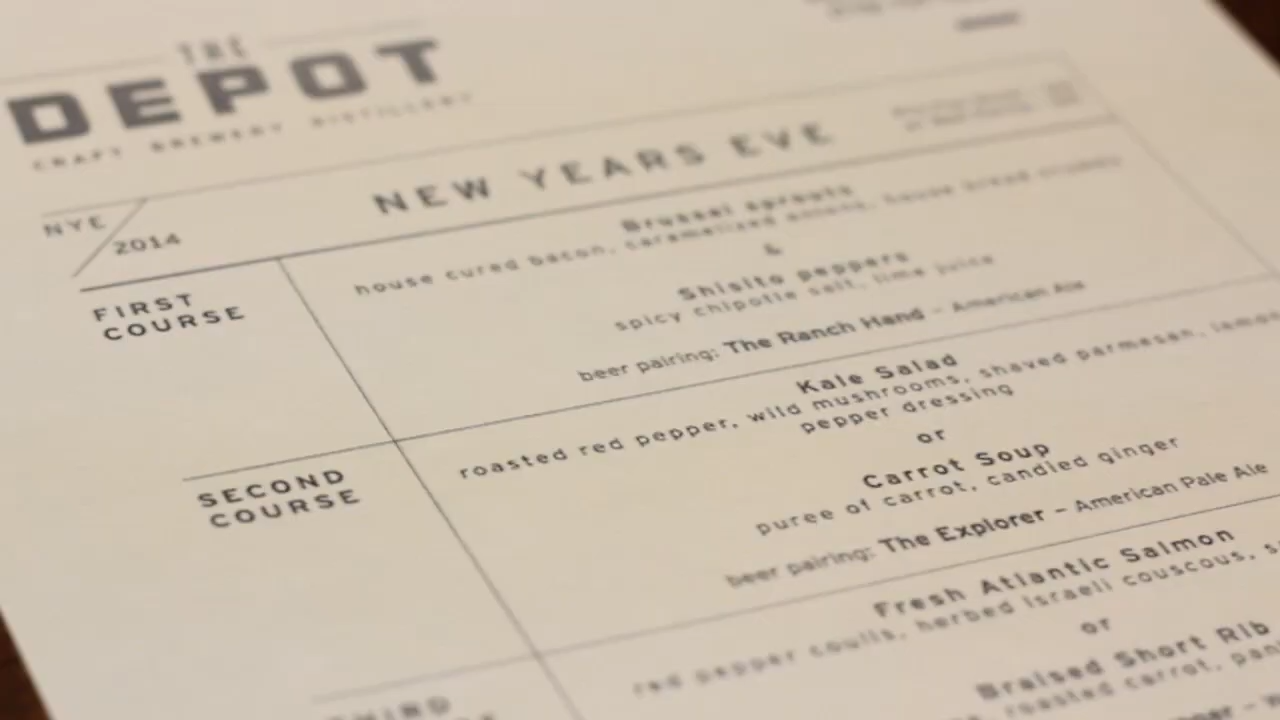 THE
DEPOT
CRAFT BREWERY DISTILLERY
NYE
2014
NEW YEARS EVE
FIRST
COURSE
Brussel sprouts
house cured bacon, caramelized onions, house bread
&
Shisito peppers
spicy chipotle salt, lime juice
beer pairing: The Ranch Hand – American Ale
SECOND
COURSE
Kale Salad
roasted red pepper, wild mushrooms, shaved parmesan,
pepper dressing
or
Carrot Soup
puree of carrot, candied ginger
beer pairing: The Explorer – American Pale Ale
Fresh Atlantic Salmon
red pepper coulis, herbed israeli couscous,
or
Braised Short Rib
roasted carrot,